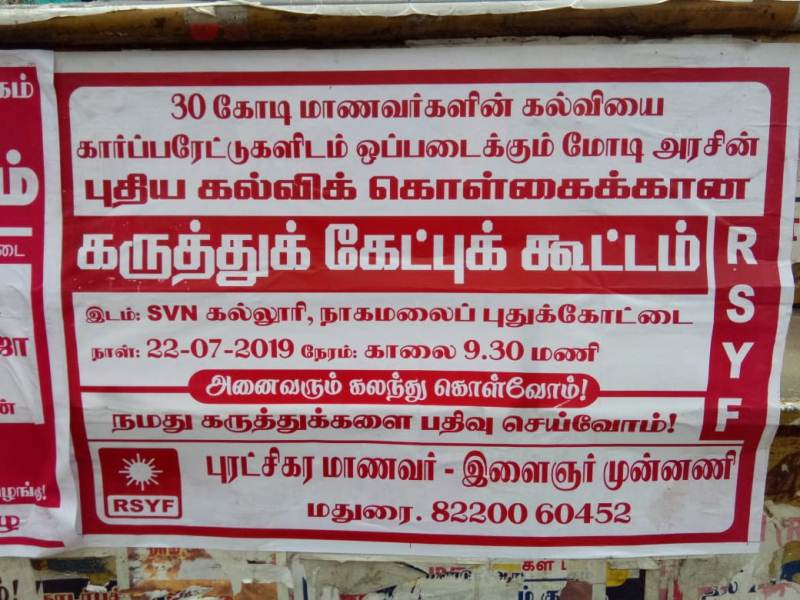 30 கோடி மாணவர்களின் கல்வியை
கார்ப்பரேட்டுகளிடம் ஒப்படைக்கும் மோடி அரசின்
புதிய கல்விக் கொள்கைக்கான
கருத்துக் கேட்புக் கூட்டம்
RSYF
இடம்: SVN கல்லூரி, நாகமலைப் புதுக்கோட்டை
நாள்: 22-07-2019 நேரம்: காலை 9.30 மணி
அனைவரும் கலந்து கொள்வோம்!
நமது கருத்துக்களை பதிவு செய்வோம்!
RSYF
புரட்சிகர மாணவர் - இளைஞர் முன்னணி
மதுரை. 82200 60452